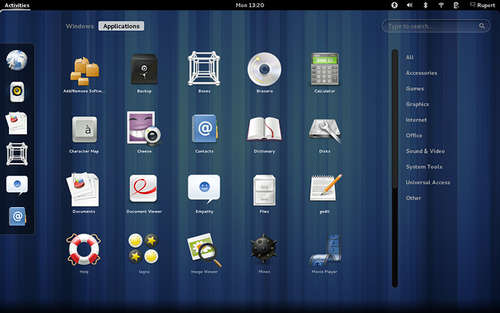 Activities
Mon 13:20
Rupert
Windows
Applications
Type to search...
Add/Remove Softw...
Backup
Boxes
Brasero
Calculator
All
Accessories
Games
Graphics
Internet
Office
Sound & Video
System Tools
Universal Access
Other
Character Map
Cheese
Contacts
Dictionary
Disks
Documents
Document Viewer
Empathy
Files
gedit
Help
Iagno
Image Viewer
Mines
Movie Player